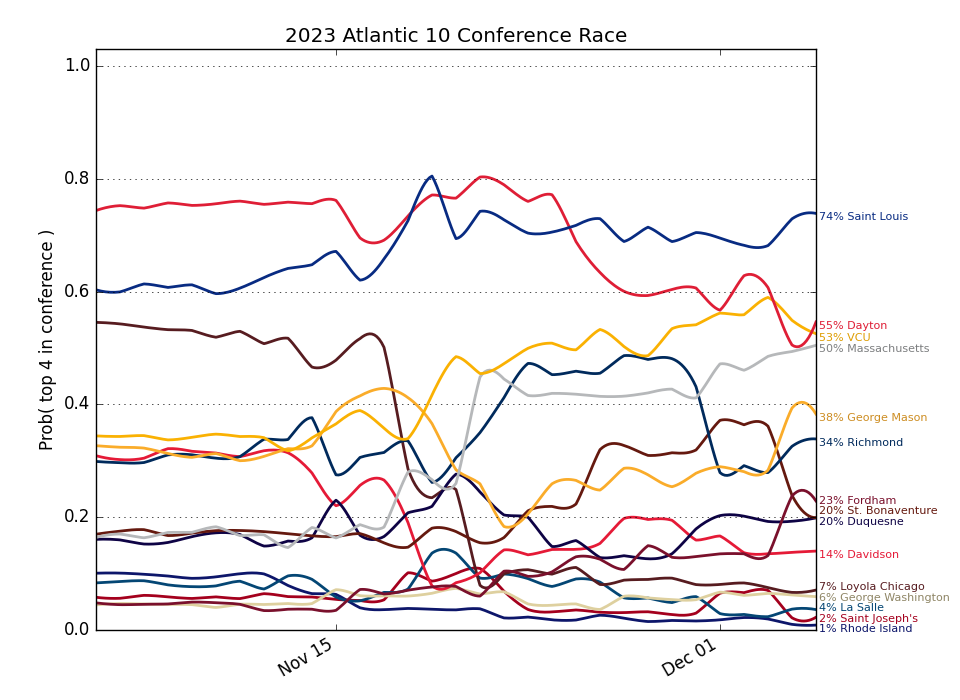 2023 Atlantic 10 Conference Race
1.0
0.8
0.6
0.4
0.2
0.0
Prob( top 4 in conference )
Nov 15
Dec 01
74% Saint Louis
55% Dayton
53% VCU
50% Massachusetts
38% George Mason
34% Richmond
23% Fordham
20% St. Bonaventure
20% Duquesne
14% Davidson
7% Loyola Chicago
6% George Washington
4% La Salle
2% Saint Joseph's
1% Rhode Island